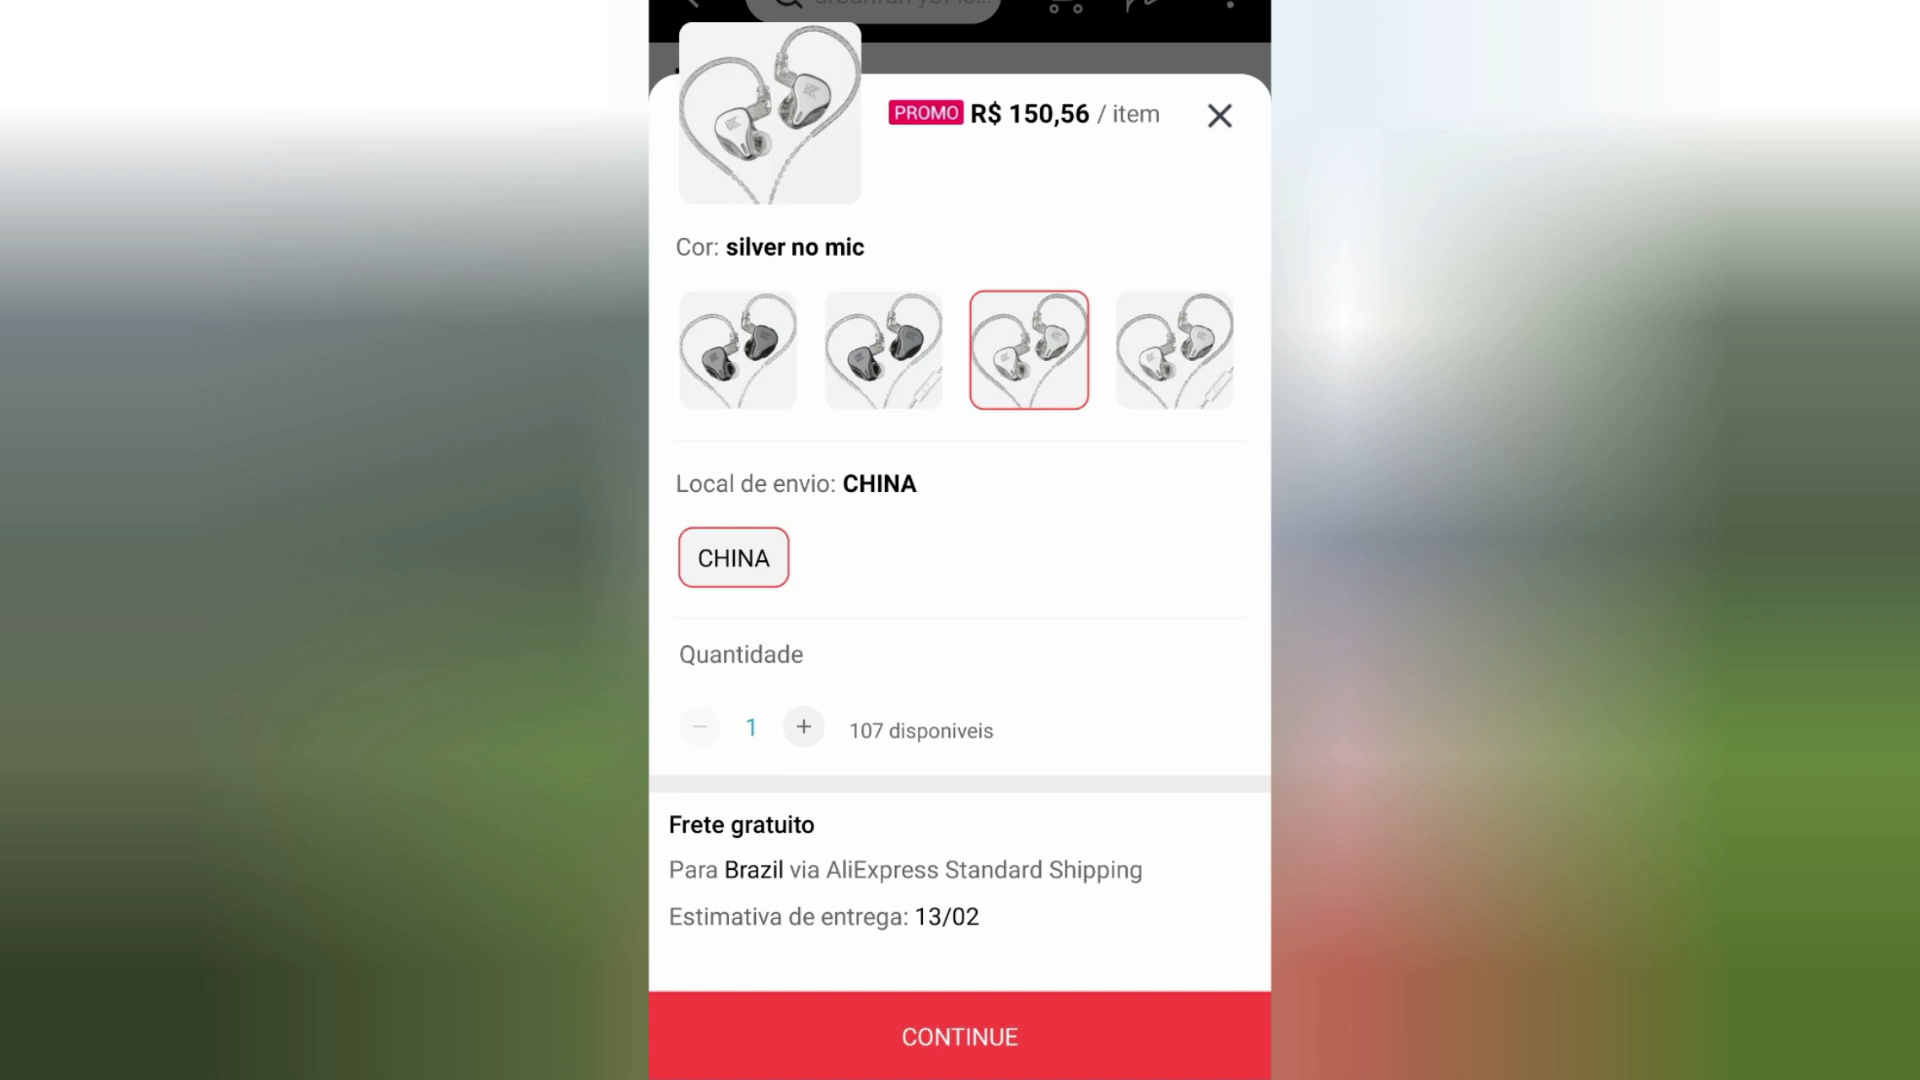 PROMO R$ 150,56 / item
Cor: silver no mic
Local de envio: CHINA
CHINA
Quantidade
1
107 disponiveis
Frete gratuito
Para Brazil via AliExpress Standard Shipping
Estimativa de entrega: 13/02
CONTINUE